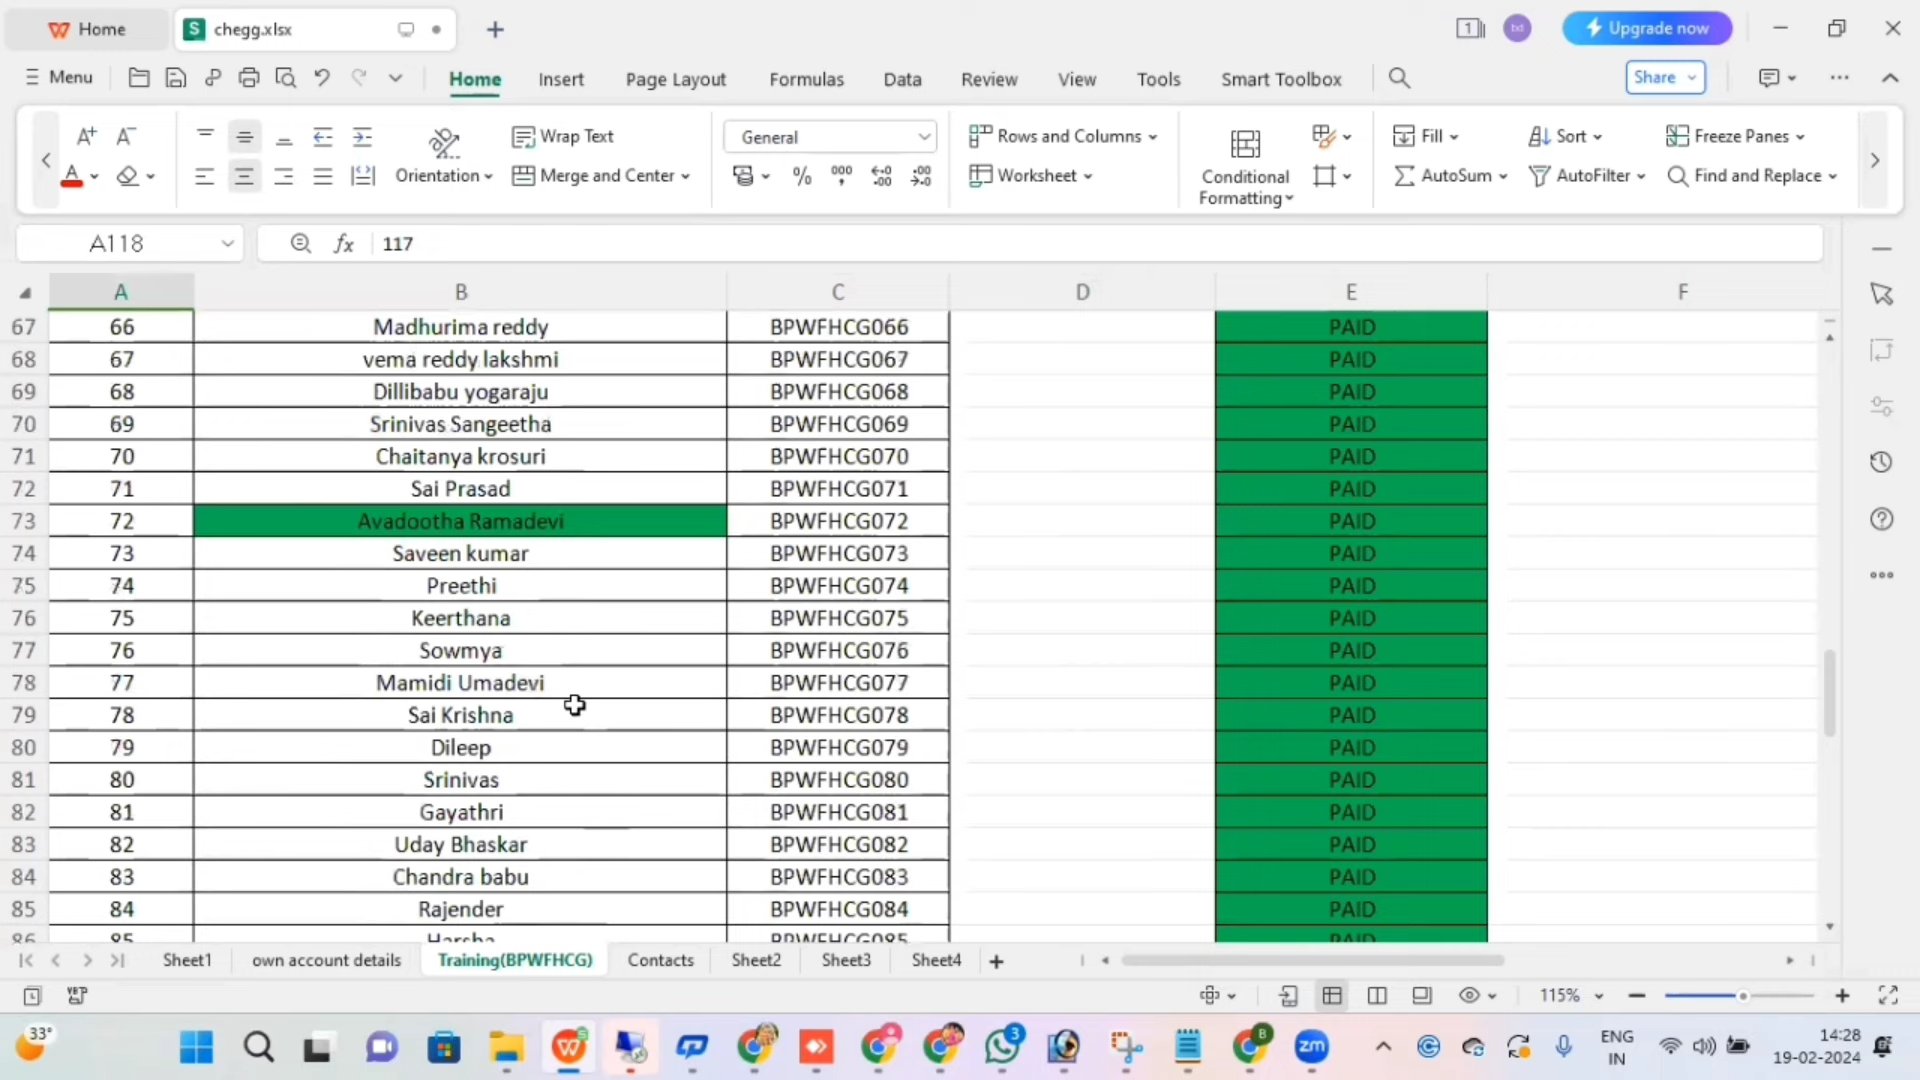 Home
chegg.xlsx
1
bd
Upgrade now
Menu
Home
Insert
Page Layout
Formulas
Data
Review
View
Tools
Smart Toolbox
Share
A+ A-
Orientation
Wrap Text
Merge and Center
General
Rows and Columns
Worksheet
Conditional
Formatting
Fill
Sort
Freeze Panes
AutoSum
AutoFilter
Find and Replace
A118
fx 117
A B C D E F
67 66 Madhurima reddy BPWFHCG066 PAID
68 67 vema reddy lakshmi BPWFHCG067 PAID
69 68 Dillibabu yogaraju BPWFHCG068 PAID
70 69 Srinivas Sangeetha BPWFHCG069 PAID
71 70 Chaitanya krosuri BPWFHCG070 PAID
72 71 Sai Prasad BPWFHCG071 PAID
73 72 Avadootha Ramadevi BPWFHCG072 PAID
74 73 Saveen kumar BPWFHCG073 PAID
75 74 Preethi BPWFHCG074 PAID
76 75 Keerthana BPWFHCG075 PAID
77 76 Sowmya BPWFHCG076 PAID
78 77 Mamidi Umadevi BPWFHCG077 PAID
79 78 Sai Krishna BPWFHCG078 PAID
80 79 Dileep BPWFHCG079 PAID
81 80 Srinivas BPWFHCG080 PAID
82 81 Gayathri BPWFHCG081 PAID
83 82 Uday Bhaskar BPWFHCG082 PAID
84 83 Chandra babu BPWFHCG083 PAID
85 84 Rajender BPWFHCG084 PAID
86 85 Harsha BPWFHCG085 PAID
Sheet1
own account details
Training(BPWFHCG)
Contacts
Sheet2
Sheet3
Sheet4
115%
33°
3
zm
ENG
IN
14:28
19-02-2024